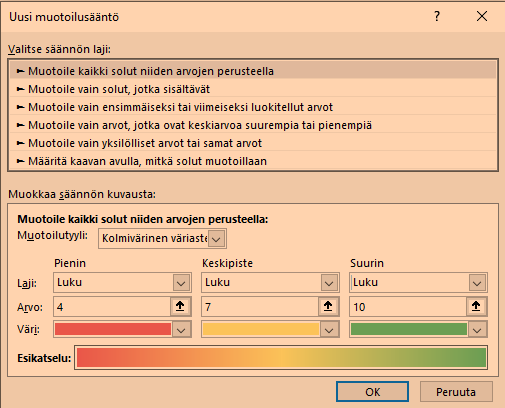 Uusi muotoilusääntö
?
Valitse säännön laji:
► Muotoile kaikki solut niiden arvojen perusteella
► Muotoile vain solut, jotka sisältävät
► Muotoile vain ensimmäiseksi tai viimeiseksi luokitellut arvot
► Muotoile vain arvot, jotka ovat keskiarvoa suurempia tai pienempiä
► Muotoile vain yksilölliset arvot tai samat arvot
► Määritä kaavan avulla, mitkä solut muotoillaan
Muokkaa säännön kuvausta:
Muotoile kaikki solut niiden arvojen perusteella:
Muotoilutyyli: Kolmivärinen väriaste
Pienin Keskipiste Suurin
Laji: Luku Luku Luku
Arvo: 4 7 10
Väri:
Esikatselu:
OK Peruuta